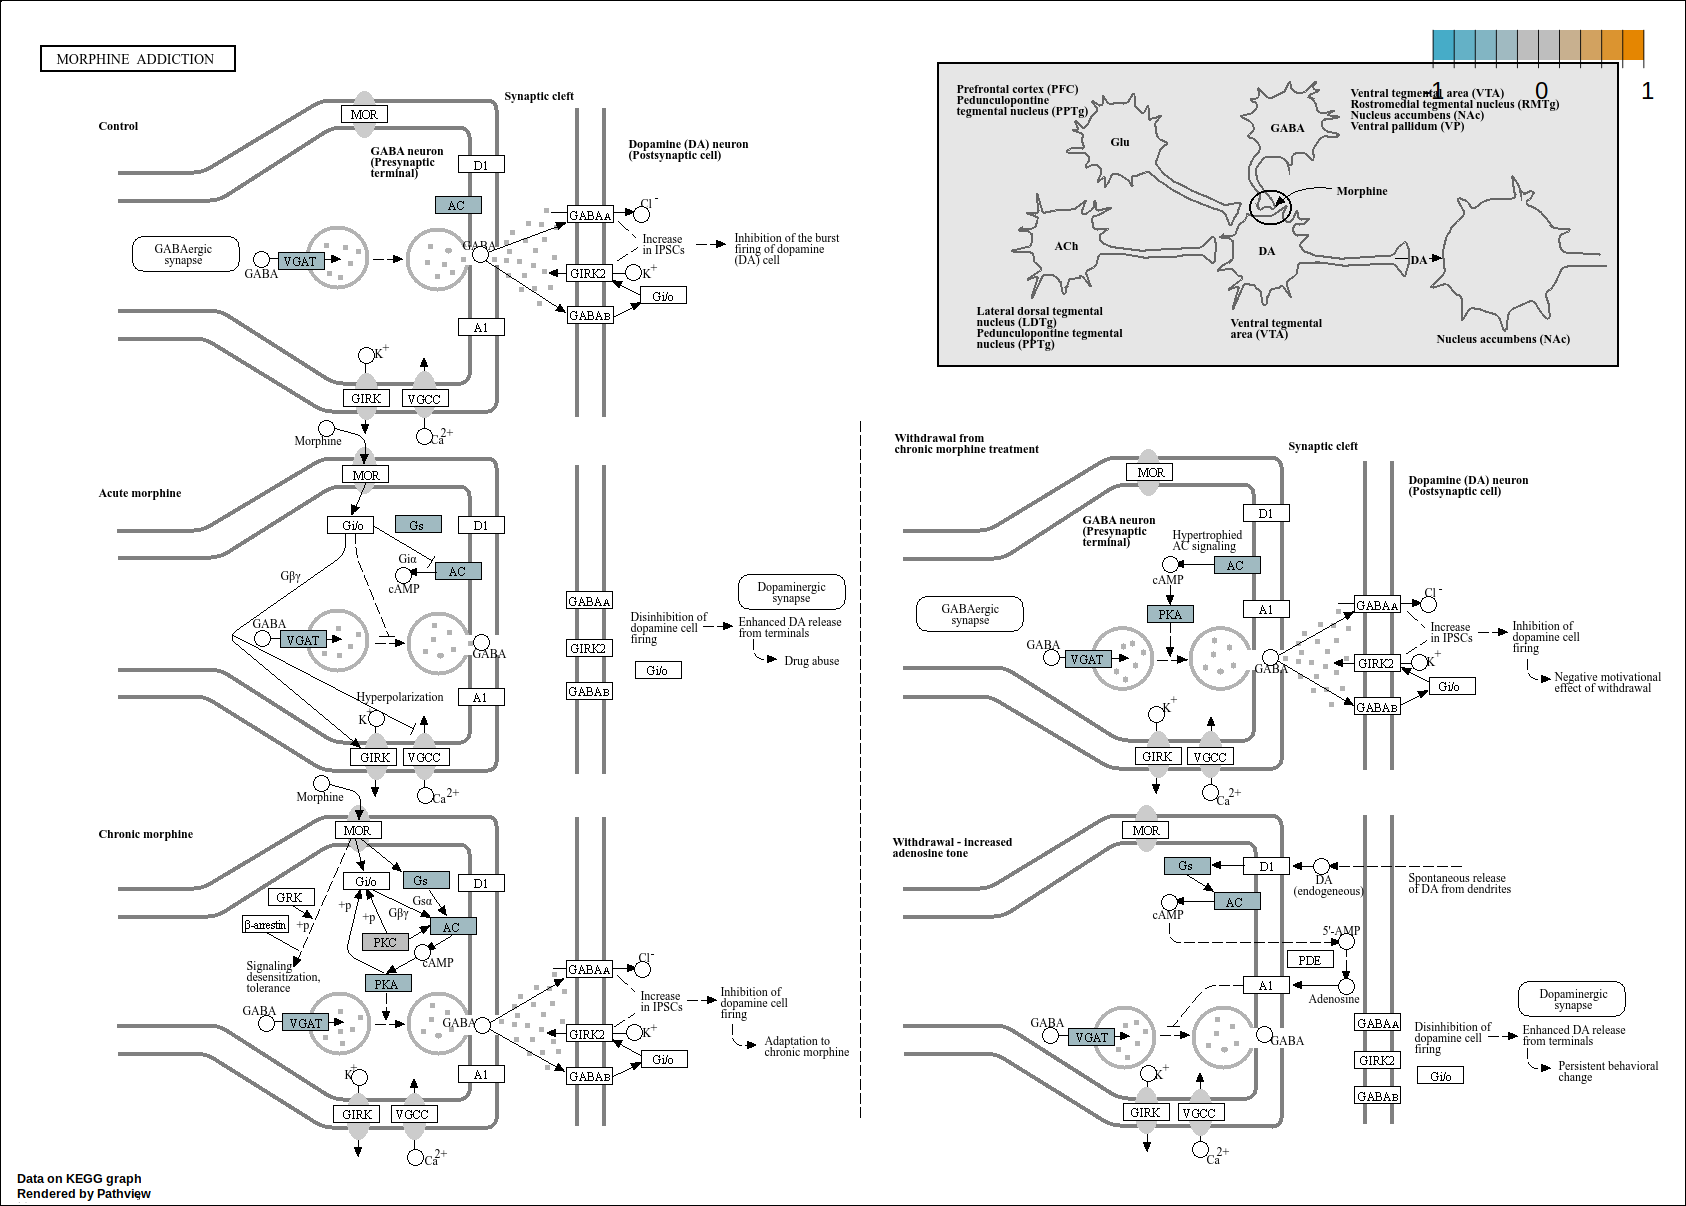 MORPHINE ADDICTION
-1
0
1
Prefrontal cortex (PFC)
Pedunculopontine
tegmental nucleus (PPTg)
Ventral tegmental area (VTA)
Rostromedial tegmental nucleus (RMTg)
Nucleus accumbens (NAc)
Ventral pallidum (VP)
Glu
GABA
Morphine
ACh
DA
DA
Lateral dorsal tegmental
nucleus (LDTg)
Pedunculopontine tegmental
nucleus (PPTg)
Ventral tegmental
area (VTA)
Nucleus accumbens (NAc)
Control
MOR
Synaptic cleft
GABA neuron
(Presynaptic
terminal)
D1
Dopamine (DA) neuron
(Postsynaptic cell)
AC
GABAergic
synapse
GABA
VGAT
GABA
GABAA
Cl-
Increase
in IPSCs
Inhibition of the burst
firing of dopamine
(DA) cell
GIRK2
K+
Gi/o
GABAB
A1
K+
GIRK
VGCC
Ca2+
Morphine
Acute morphine
MOR
Gi/o
Gs
D1
Giα
AC
cAMP
Gβγ
GABA
VGAT
GABA
Hyperpolarization
A1
K+
GIRK
VGCC
Ca2+
GABAA
GIRK2
GABAB
Disinhibition of
dopamine cell
firing
Gi/o
Dopaminergic
synapse
Enhanced DA release
from terminals
Drug abuse
Morphine
Chronic morphine
MOR
Gi/o
Gs
D1
GRK
+p
+p
Gβγ
Gsα
β-arrestin
+p
AC
PKC
cAMP
Signaling
desensitization,
tolerance
PKA
GABA
VGAT
GABA
A1
K+
GIRK
VGCC
Ca2+
GABAA
Cl-
Increase
in IPSCs
Inhibition of
dopamine cell
firing
GIRK2
K+
Gi/o
GABAB
Adaptation to
chronic morphine
Withdrawal from
chronic morphine treatment
Synaptic cleft
MOR
Dopamine (DA) neuron
(Postsynaptic cell)
GABA neuron
(Presynaptic
terminal)
D1
Hypertrophied
AC signaling
AC
cAMP
PKA
A1
GABAergic
synapse
GABA
VGAT
GABA
GABAA
Cl-
Increase
in IPSCs
Inhibition of
dopamine cell
firing
GIRK2
K+
Gi/o
GABAB
Negative motivational
effect of withdrawal
K+
GIRK
VGCC
Ca2+
Withdrawal - increased
adenosine tone
MOR
Gs
D1
DA
(endogeneous)
Spontaneous release
of DA from dendrites
AC
cAMP
5'-AMP
PDE
A1
Adenosine
GABA
VGAT
GABA
K+
GIRK
VGCC
Ca2+
GABAA
GIRK2
GABAB
Disinhibition of
dopamine cell
firing
Gi/o
Dopaminergic
synapse
Enhanced DA release
from terminals
Persistent behavioral
change
Data on KEGG graph
Rendered by Pathview